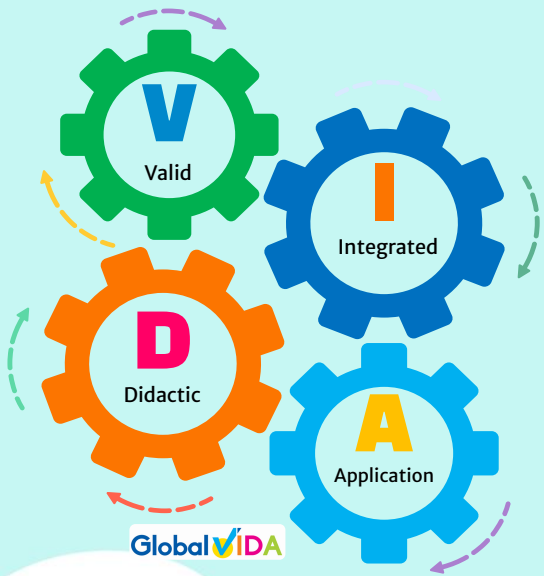 V
Valid
I
Integrated
D
Didactic
A
Application
Global VIDA